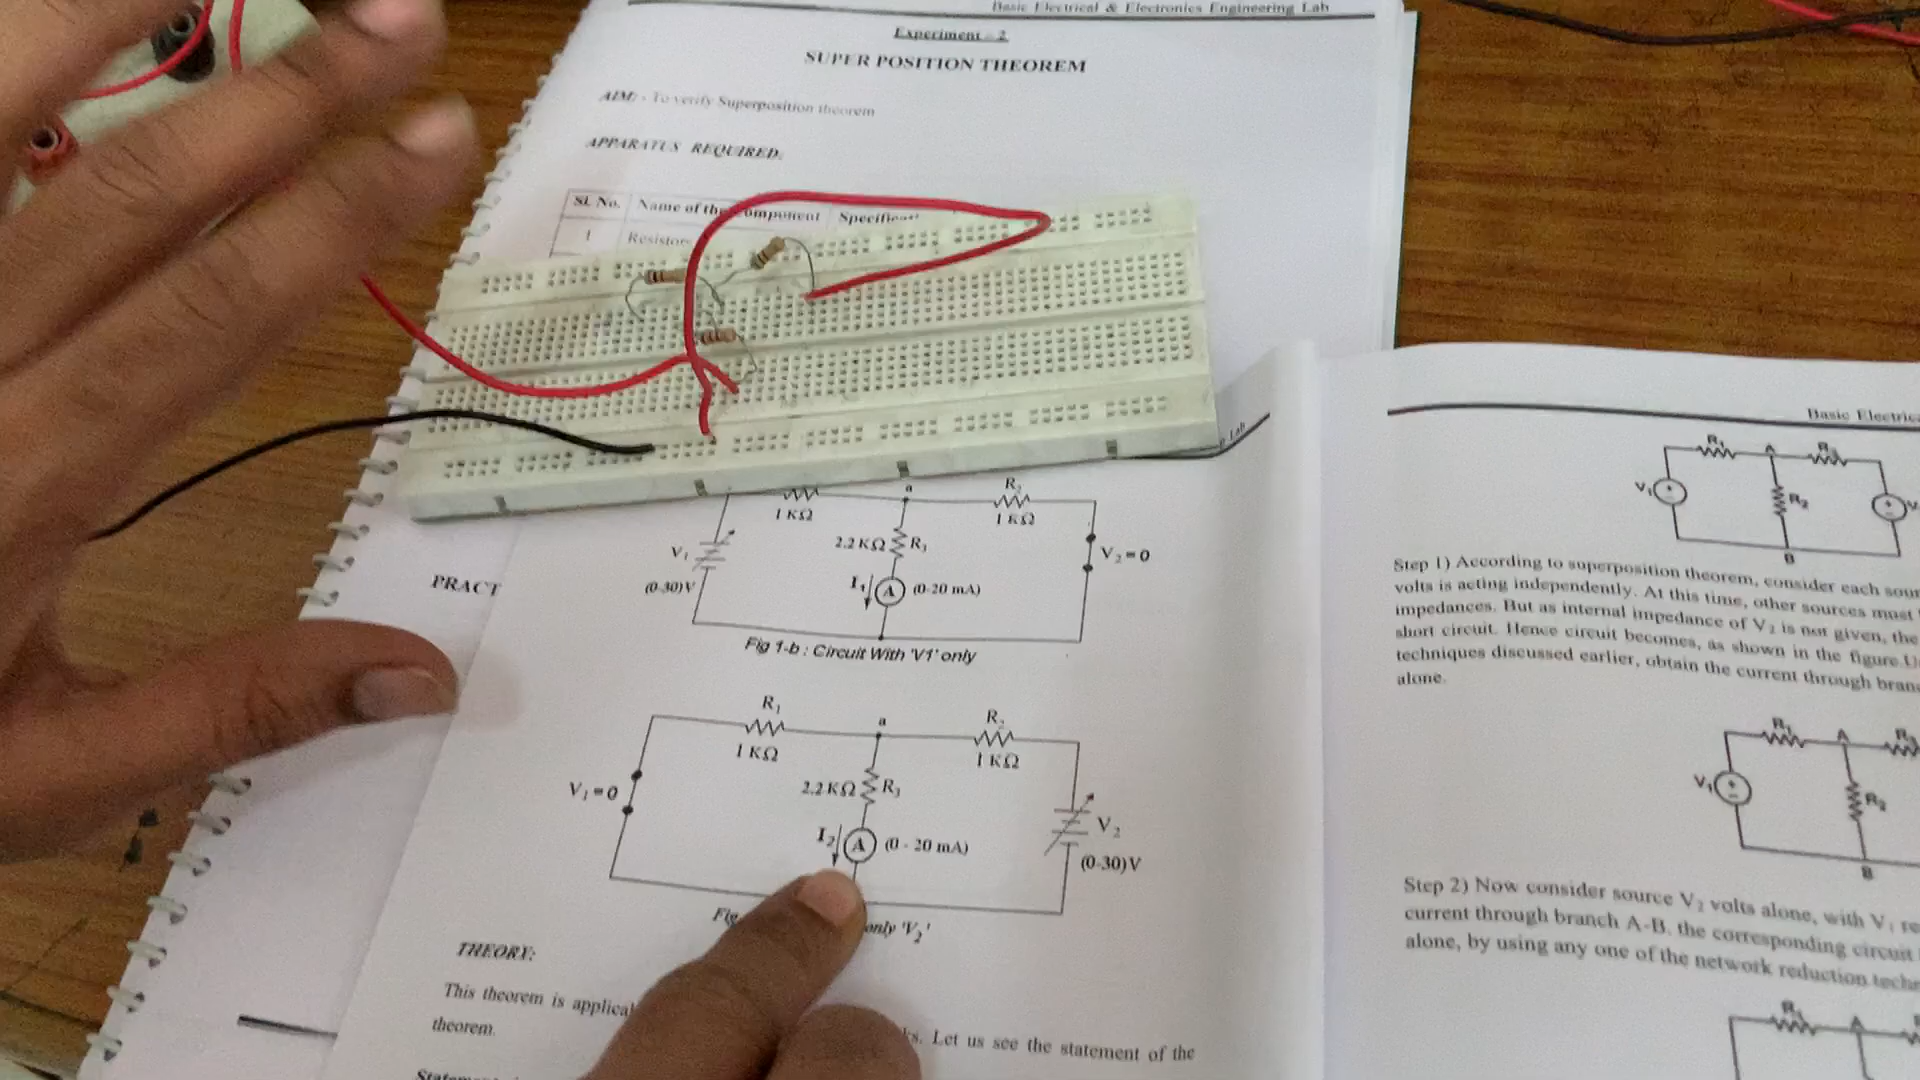 Basic Electrical & Electronics Engineering Lab
Experiment - 2
SUPER POSITION THEOREM
AIM: - To verify Superposition theorem
APPARATUS REQUIRED:
Sl. No. Name of the Component
1 Resistors
Lab
PRACT
1 KΩ
a
R2
1 KΩ
2.2 KΩ R3
V1
(0-30)V
I1 A (0-20 mA)
V2=0
Fig 1-b : Circuit With 'V1' only
R1
1 KΩ
a
R2
1 KΩ
V1=0
2.2 KΩ R3
I2 A (0 - 20 mA)
V2
(0-30)V
Fig only 'V2'
THEORY:
This theorem is ks. Let us see the statement of the
theorem.
Basic
R1 A
V1 R2
B
Step 1) According to superposition theorem, consider each
volts is acting independently. At this time, other sources must
impedances. But as internal impedance of V2 is not given, the
short circuit. Hence circuit becomes, as shown in the figure.
techniques discussed earlier, obtain the current through
alone.
R1 A R3
V1 R2
B
Step 2) Now consider source V2 volts alone, with V1
current through branch A-B, the corresponding circuit
alone, by using any one of the network reduction
R1 A